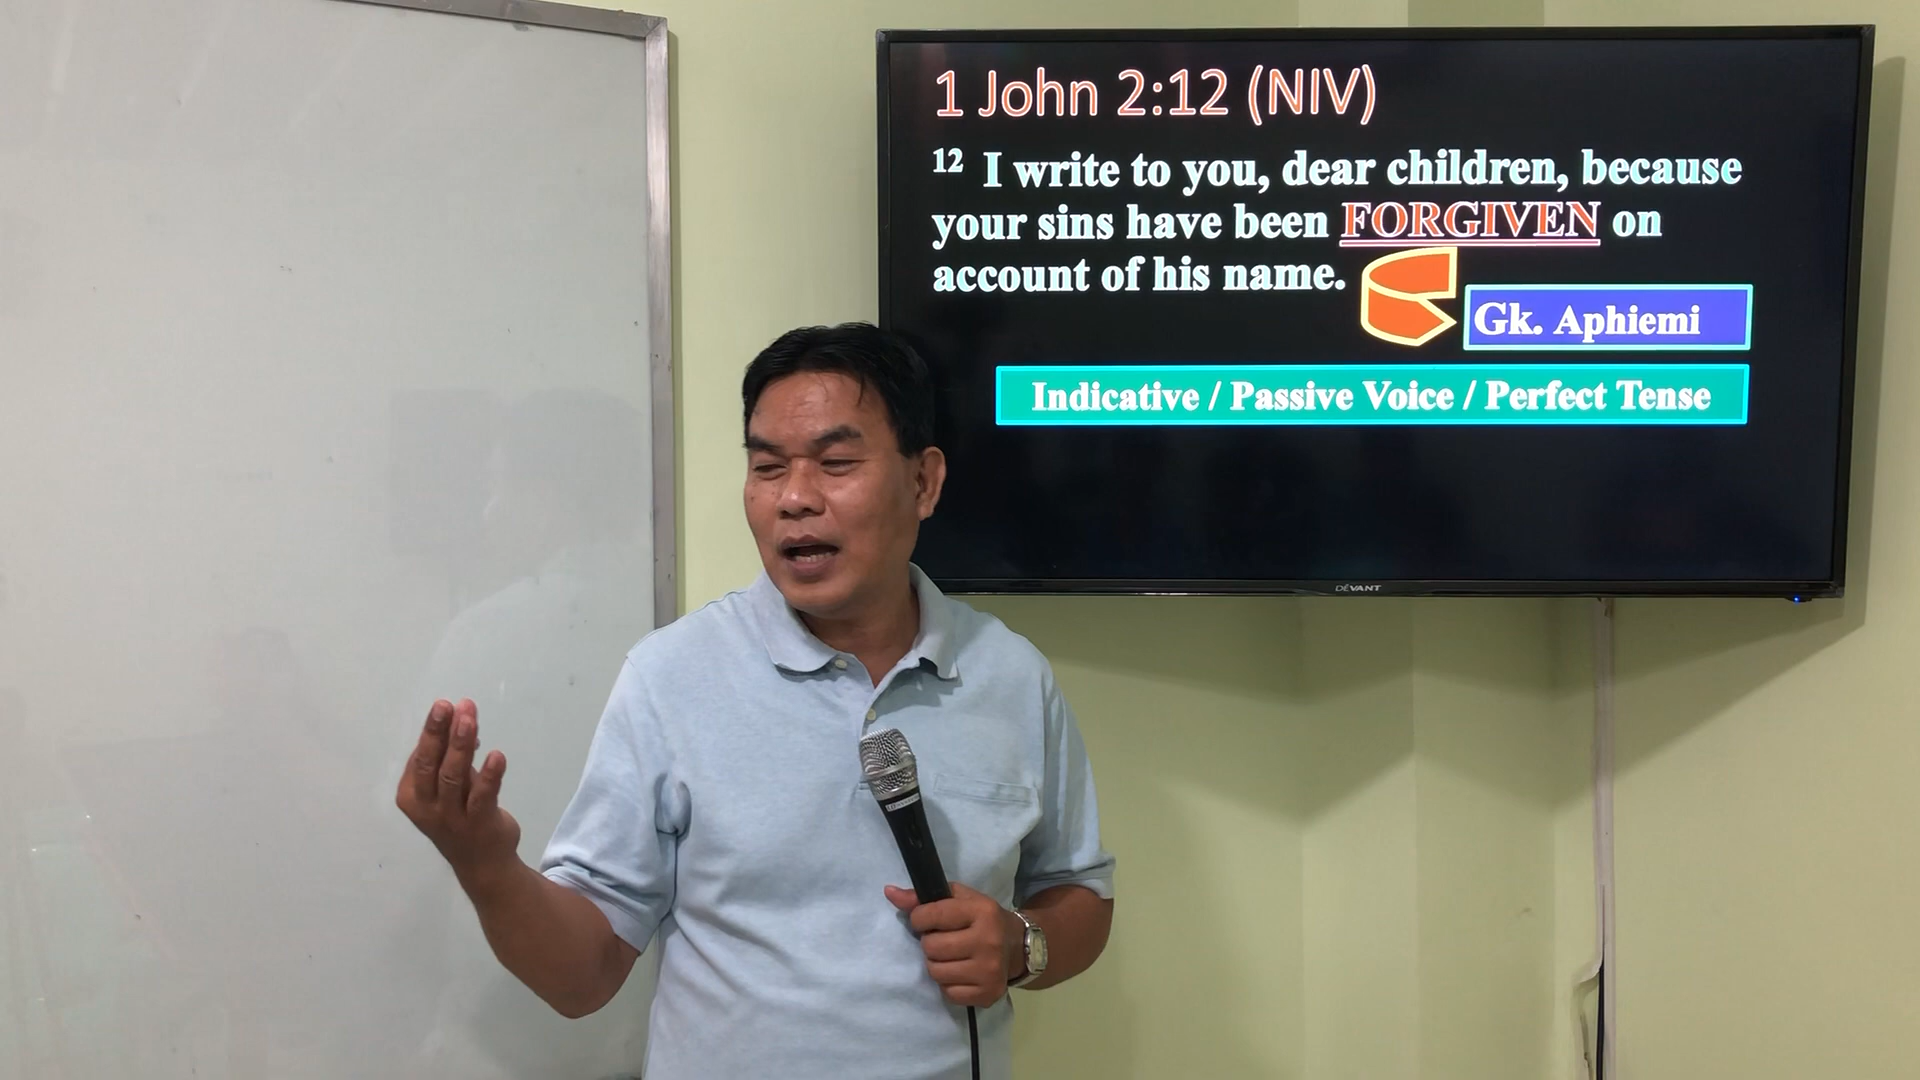 1 John 2:12 (NIV)
12 I write to you, dear children, because
your sins have been FORGIVEN on
account of his name.
Gk. Aphiemi
Indicative / Passive Voice / Perfect Tense
DEVANT